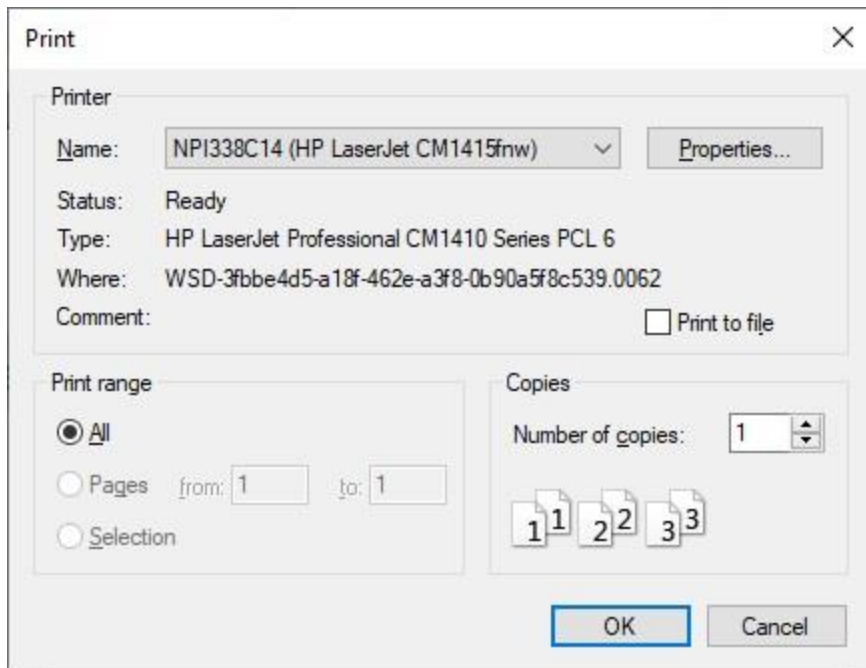 Print
Printer
Name: NPI338C14 (HP LaserJet CM1415fnw) Properties...
Status: Ready
Type: HP LaserJet Professional CM1410 Series PCL 6
Where: WSD-3fbbe4d5-a18f-462e-a3f8-0b90a5f8c539.0062
Comment: Print to file
Print range
All
Pages from: 1 to: 1
Selection
Copies
Number of copies: 1
1 1 2 2 3 3
OK Cancel